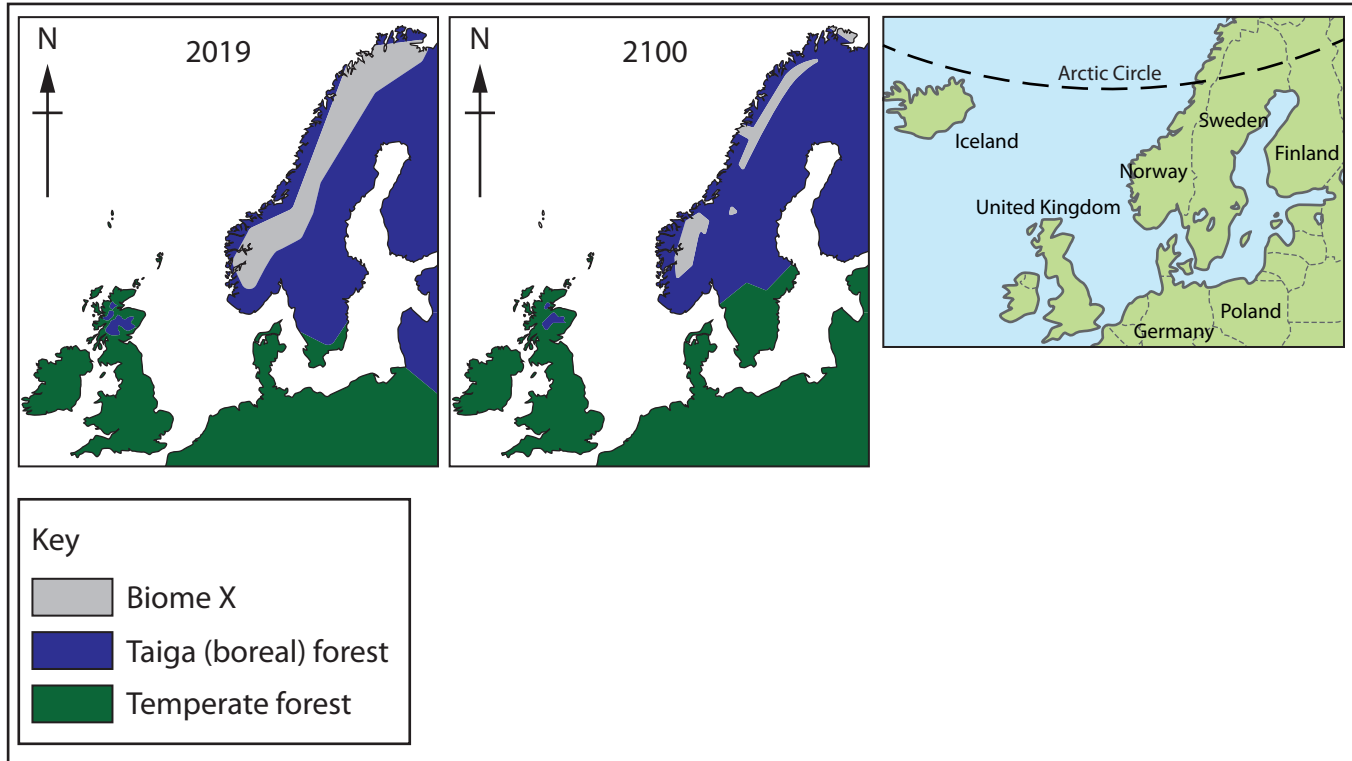 N
2019
N
2100
Arctic Circle
Iceland
Sweden
Finland
Norway
United Kingdom
Poland
Germany
Key
Biome X
Taiga (boreal) forest
Temperate forest